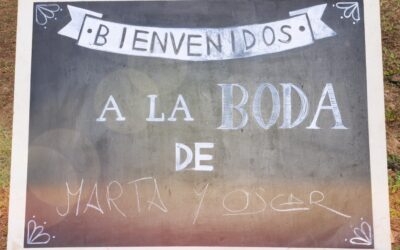 BIENVENIDOS
A LA BODA
DE
MARTA Y OSCAR